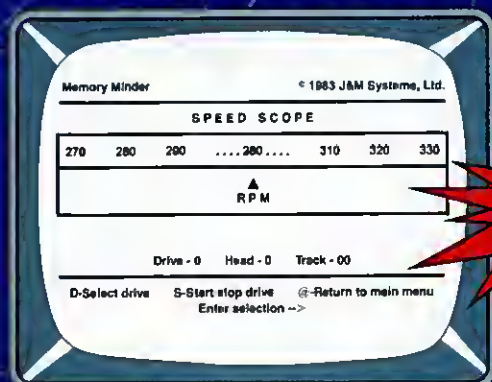 Memory Minder © 1983 J&M Systems, Ltd.
SPEED SCOPE
270 280 290 ....280.... 310 320 330
▲
RPM
Drive - 0 Head - 0 Track - 00
D-Select drive S-Start stop drive @-Return to main menu
Enter selection -->